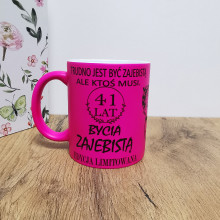 TRUDNO JEST BYĆ ZAJEBISTĄ
ALE KTOŚ MUSI
41
LAT
BYCIA
ZAJEBISTĄ
EDYCJA LIMITOWANA